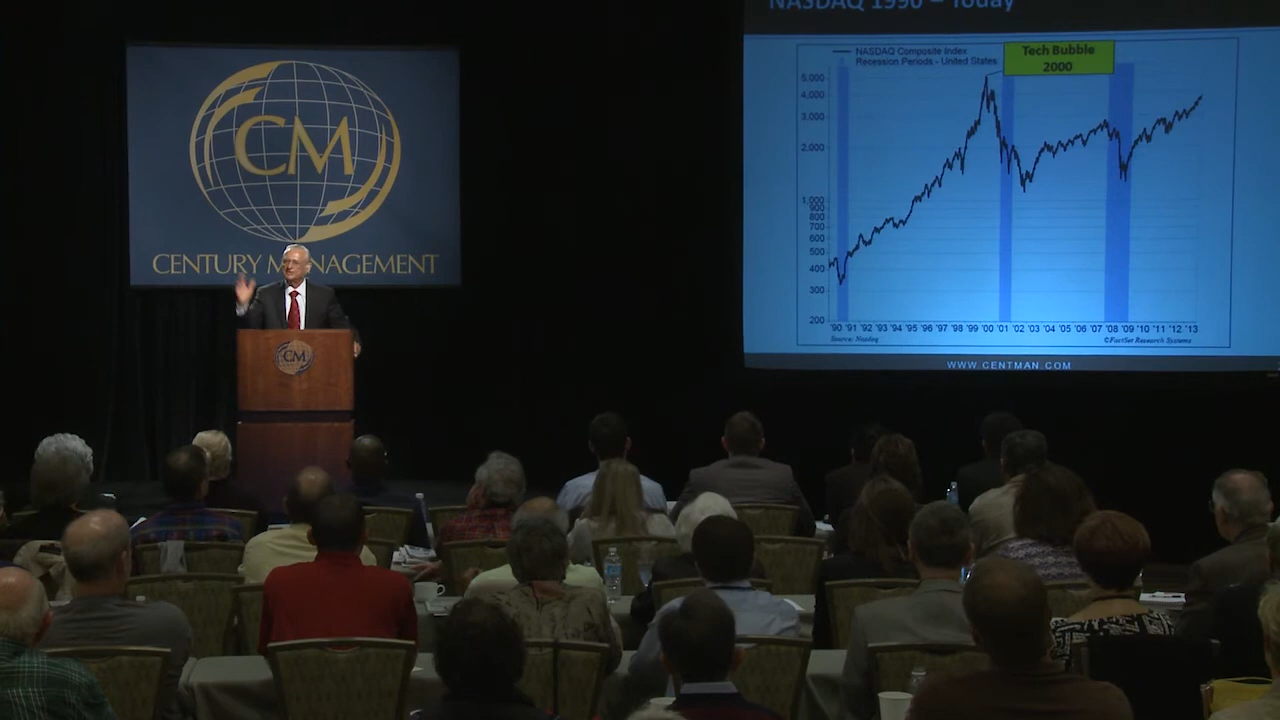 CM
CENTURY MANAGEMENT
CM
NASDAQ 1990 – Today
NASDAQ Composite Index
Recession Periods - United States
Tech Bubble
2000
5,000
4,000
3,000
2,000
1,000
900
800
700
600
500
400
300
200
'90 '91 '92 '93 '94 '95 '96 '97 '98 '99 '00 '01 '02 '03 '04 '05 '06 '07 '08 '09 '10 '11 '12 '13
Source: Nasdaq
©FactSet Research Systems
WWW.CENTMAN.COM